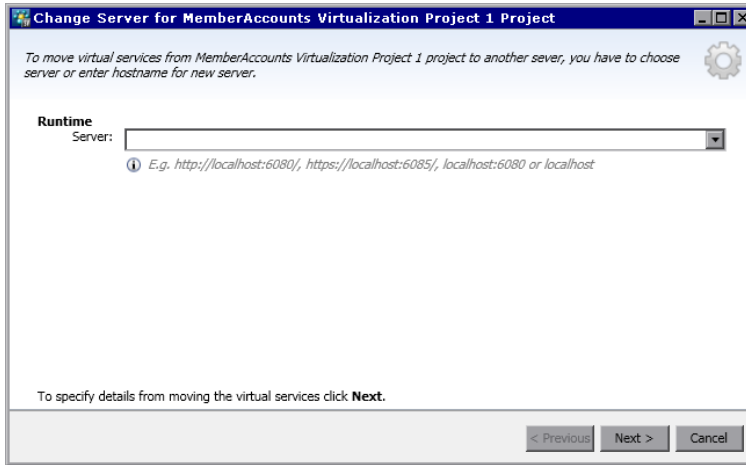 Change Server for MemberAccounts Virtualization Project 1 Project
To move virtual services from MemberAccounts Virtualization Project 1 project to another sever, you have to choose
server or enter hostname for new server.
Runtime
Server:
E.g. http://localhost:6080/, https://localhost:6085/, localhost:6080 or localhost
To specify details from moving the virtual services click Next.
< Previous Next > Cancel